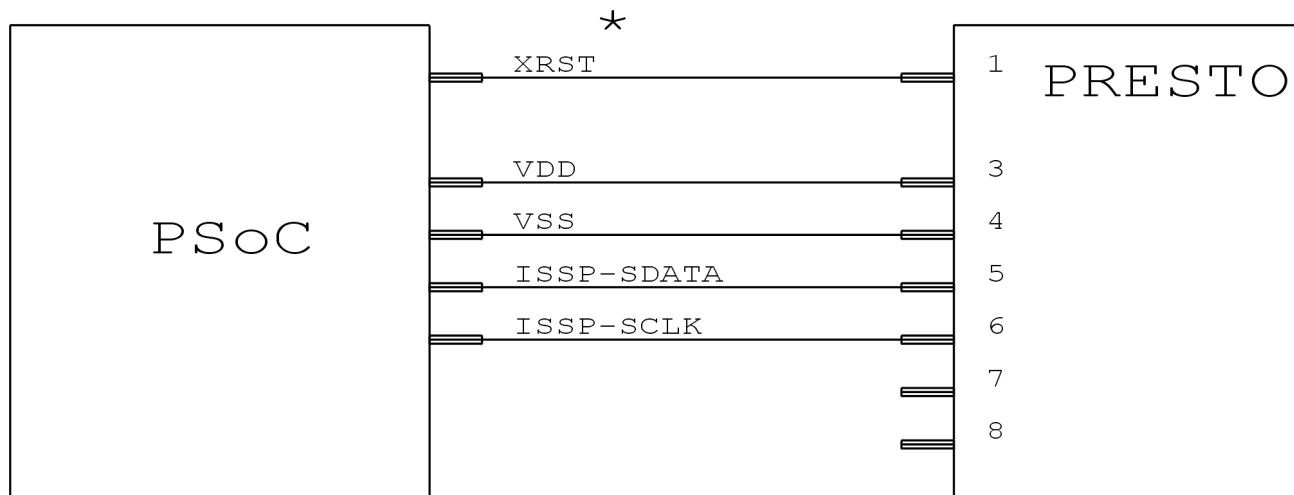 *
XRST 1 PRESTO
VDD 3
VSS 4
PSoC
ISSP-SDATA 5
ISSP-SCLK 6
7
8